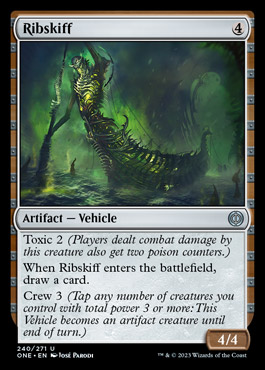 Ribskiff 4
Artifact — Vehicle
Toxic 2 (Players dealt combat damage by
this creature also get two poison counters.)
When Ribskiff enters the battlefield,
draw a card.
Crew 3 (Tap any number of creatures you
control with total power 3 or more: This
Vehicle becomes an artifact creature until
end of turn.)
4/4
240/271 U
ONE • EN José Parodi
™ & © 2023 Wizards of the Coast